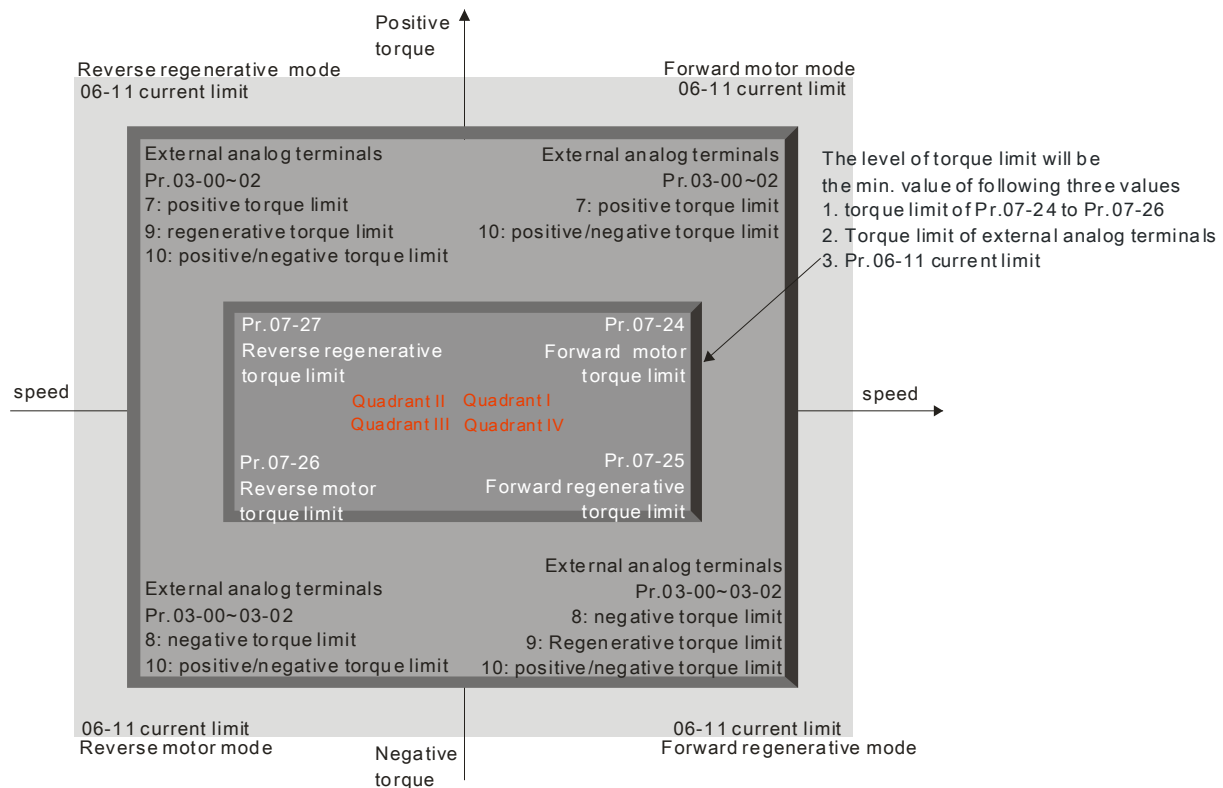 Positive
torque
Reverse regenerative mode
06-11 current limit
Forward motor mode
06-11 current limit
External analog terminals
Pr.03-00~02
7: positive torque limit
9: regenerative torque limit
10: positive/negative torque limit
External analog terminals
Pr.03-00~02
7: positive torque limit
10: positive/negative torque limit
The level of torque limit will be
the min. value of following three values
1. torque limit of Pr.07-24 to Pr.07-26
2. Torque limit of external analog terminals
3. Pr.06-11 current limit
Pr.07-27
Reverse regenerative
torque limit
Pr.07-24
Forward motor
torque limit
speed
Quadrant II
Quadrant I
speed
Quadrant III
Quadrant IV
Pr.07-26
Reverse motor
torque limit
Pr.07-25
Forward regenerative
torque limit
External analog terminals
Pr.03-00~03-02
8: negative torque limit
10: positive/negative torque limit
External analog terminals
Pr.03-00~03-02
8: negative torque limit
9: Regenerative torque limit
10: positive/negative torque limit
06-11 current limit
Reverse motor mode
06-11 current limit
Forward regenerative mode
Negative
torque